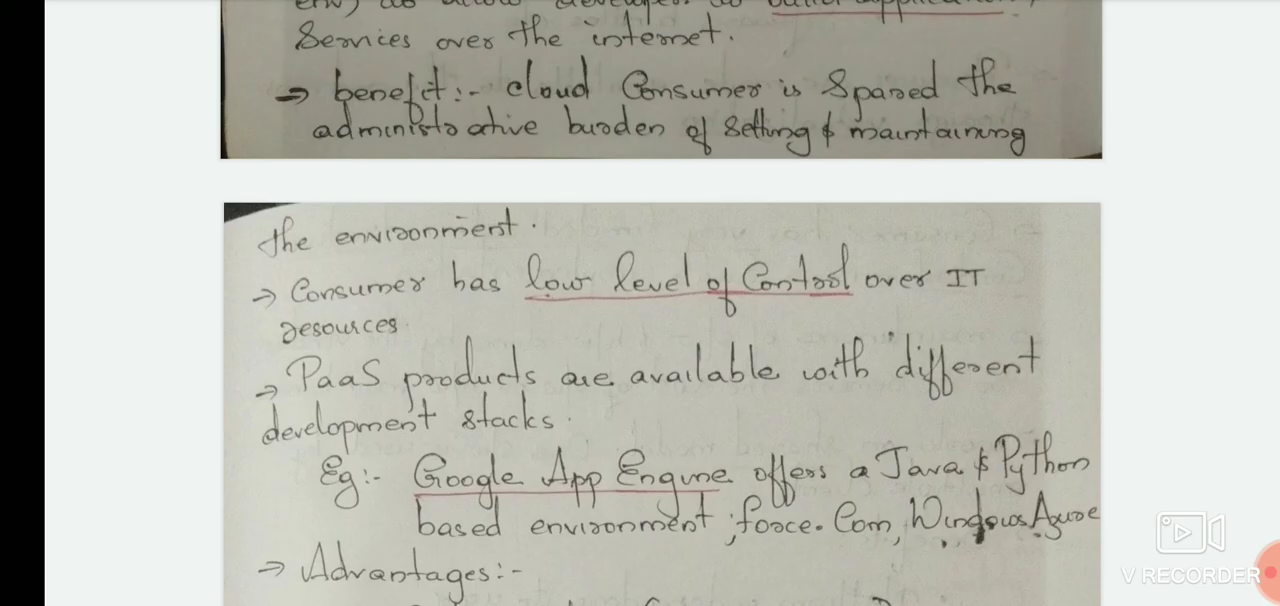 Services over the internet.
→ benefit:- cloud Consumer is Spared the
administrative burden of setting & maintaining
the environment.
→ Consumer has low level of Control over IT
resources.
→ PaaS products are available with different
development stacks.
Eg:- Google App Engine offers a Java & Python
based environment, force.Com, Windows Azure
→ Advantages:-
V RECORDER